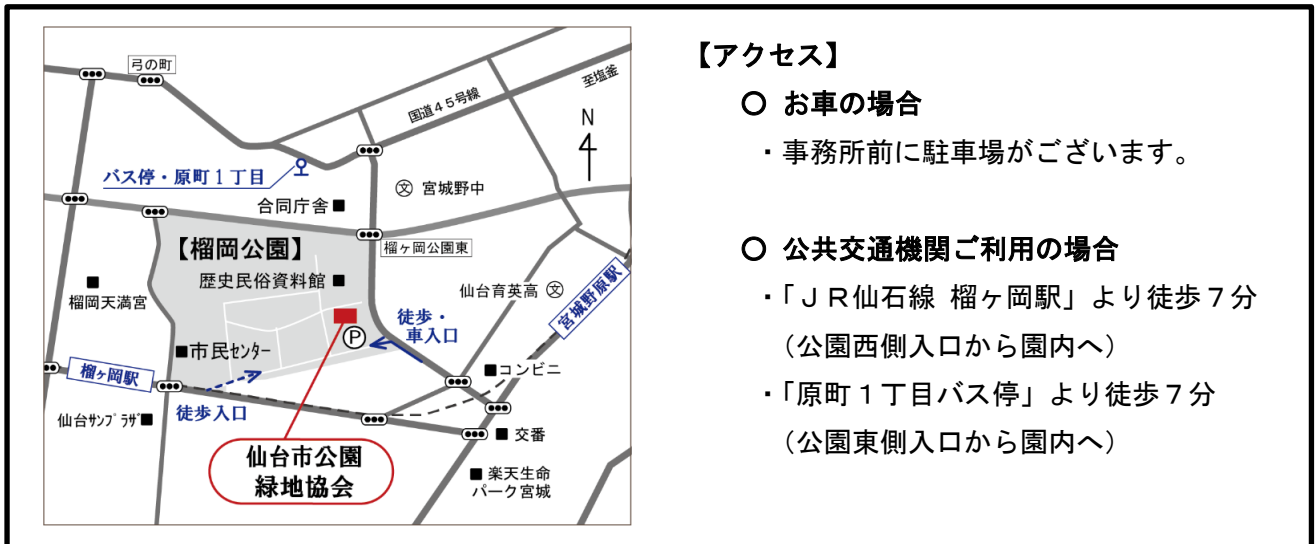 弓の町
国道45号線
至塩釜
N
バス停・原町1丁目
文 宮城野中
合同庁舎■
【榴岡公園】
榴ヶ岡公園東
歴史民俗資料館■
■
榴岡天満宮
仙台育英高 文
宮城野原駅
徒歩・
車入口
P
■市民センター
榴ヶ岡駅
■コンビニ
徒歩入口
仙台サンプラザ■
■交番
仙台市公園
緑地協会
■楽天生命
パーク宮城
【アクセス】
〇 お車の場合
・事務所前に駐車場がございます。
〇 公共交通機関ご利用の場合
・「ＪＲ仙石線 榴ヶ岡駅」より徒歩７分
（公園西側入口から園内へ）
・「原町１丁目バス停」より徒歩７分
（公園東側入口から園内へ）